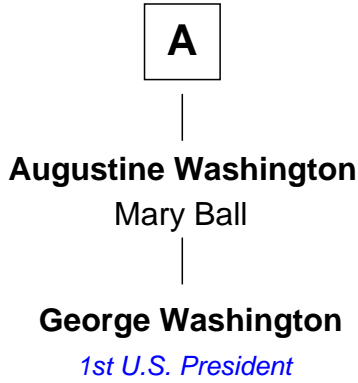 A
Augustine Washington
Mary Ball
George Washington
1st U.S. President